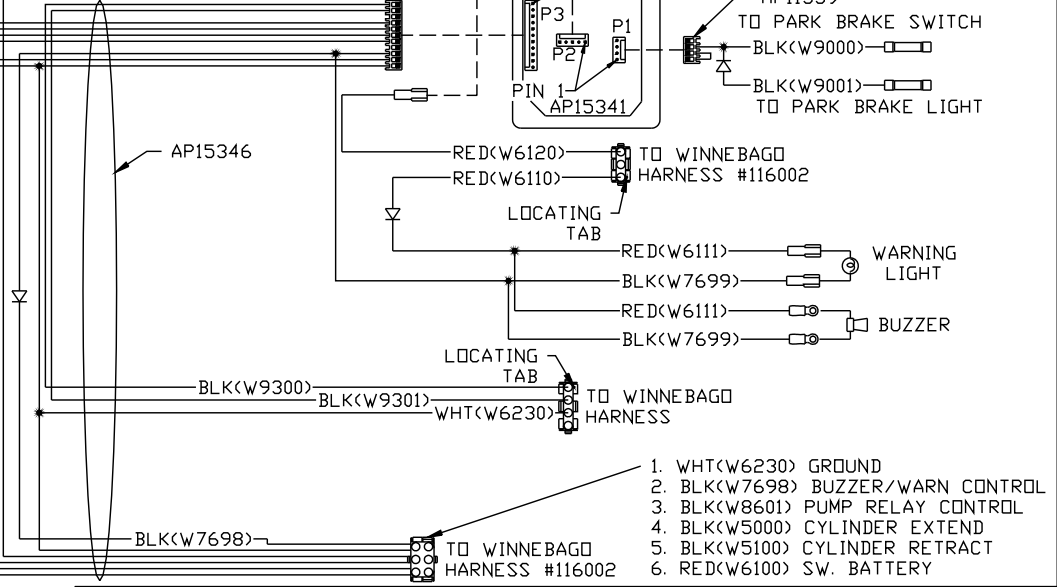 TO PARK BRAKE SWITCH
P3
P1
P2
BLK(W9000)
PIN 1
BLK(W9001)
AP15341
TO PARK BRAKE LIGHT
AP15346
RED(W6120)
TO WINNEBAGO
HARNESS #116002
RED(W6110)
LOCATING
TAB
RED(W6111)
WARNING
LIGHT
BLK(W7699)
RED(W6111)
BUZZER
BLK(W7699)
LOCATING
TAB
BLK(W9300)
BLK(W9301)
TO WINNEBAGO
HARNESS
WHT(W6230)
1. WHT(W6230) GROUND
2. BLK(W7698) BUZZER/WARN CONTROL
3. BLK(W8601) PUMP RELAY CONTROL
4. BLK(W5000) CYLINDER EXTEND
5. BLK(W5100) CYLINDER RETRACT
6. RED(W6100) SW. BATTERY
BLK(W7698)
TO WINNEBAGO
HARNESS #116002